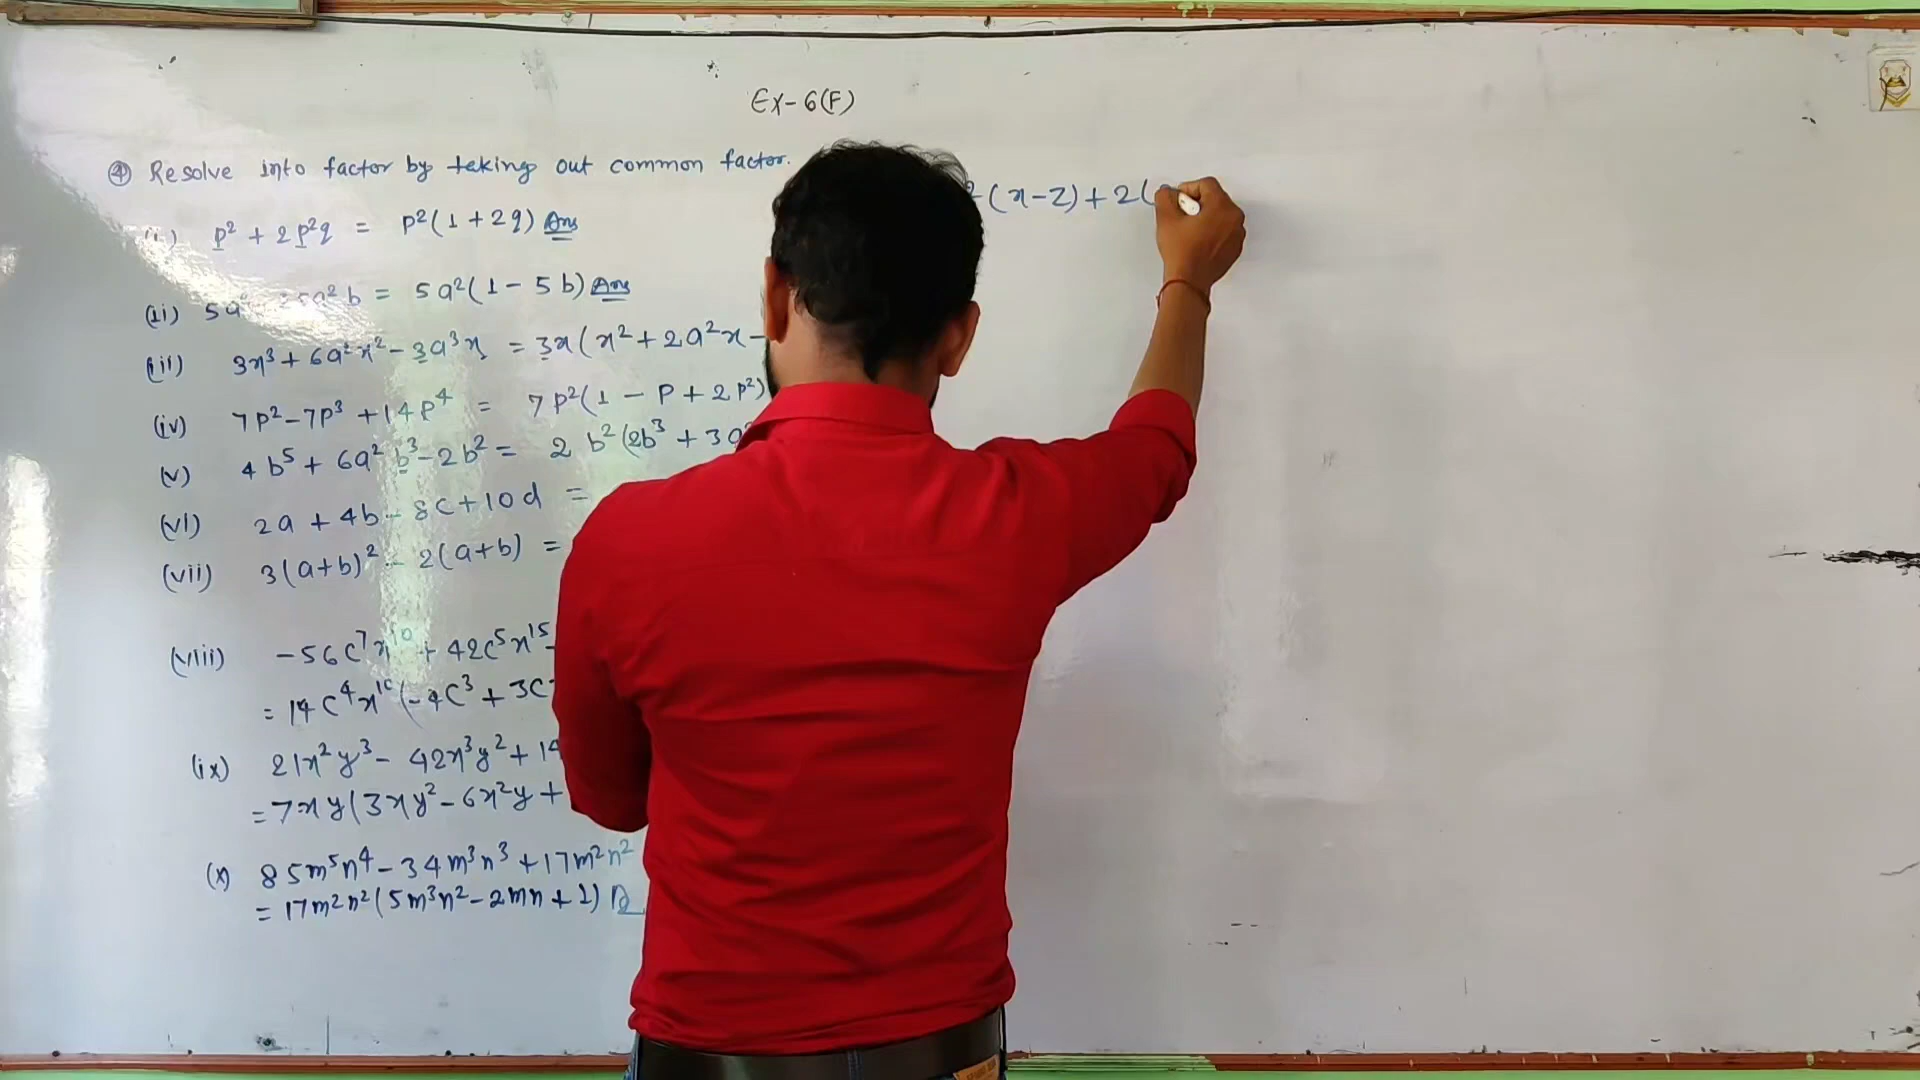 Ex-6(F)
④ Resolve into factor by taking out common factor.
(i) p² + 2p²q = p²(1+2q) Ans
(ii) 5a² b = 5a²(1-5b) Ans
(iii) 3x³ + 6a²x² - 3a³x = 3x(x² + 2a²x -
(iv) 7p² - 7p³ + 14p⁴ = 7p²(1 - p + 2p²)
(v) 4b⁵ + 6a²b³ - 2b² = 2b²(2b³ + 3a²
(vi) 2a + 4b - 8c + 10d =
(vii) 3(a+b)² - 2(a+b) =
(viii) -56c⁷x¹⁰ + 42c⁵x¹⁵ -
= 14c⁴x¹⁰(-4c³ + 3c
(ix) 21x²y³ - 42x³y² + 14
= 7xy(3xy² - 6x²y +
(x) 85m⁵n⁴ - 34m³n³ + 17m²n²
= 17m²n²(5m³n² - 2mn + 1)
²(x-z) + 2(